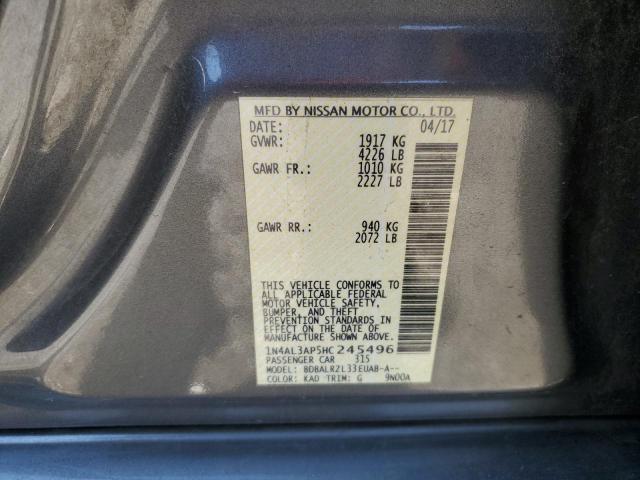 MFD BY NISSAN MOTOR CO., LTD.
DATE: 04/17
GVWR: 1917 KG
4226 LB
GAWR FR.: 1010 KG
2227 LB
GAWR RR.: 940 KG
2072 LB
THIS VEHICLE CONFORMS TO
ALL APPLICABLE FEDERAL
MOTOR VEHICLE SAFETY,
BUMPER, AND THEFT
PREVENTION STANDARDS IN
EFFECT ON THE DATE OF
MANUFACTURE SHOWN ABOVE.
1N4AL3AP5HC245496
PASSENGER CAR 315
MODEL: BDBALRZL33EUAB-A--
COLOR: KAD TRIM: G 9N00A